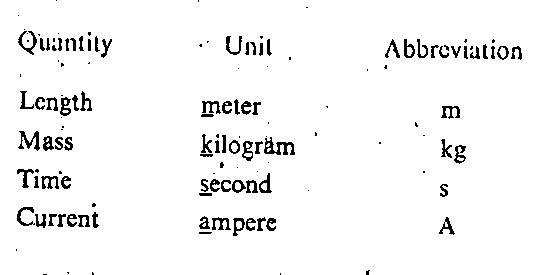 Quantity Unit Abbreviation
Length meter m
Mass kilogram kg
Time second s
Current ampere A